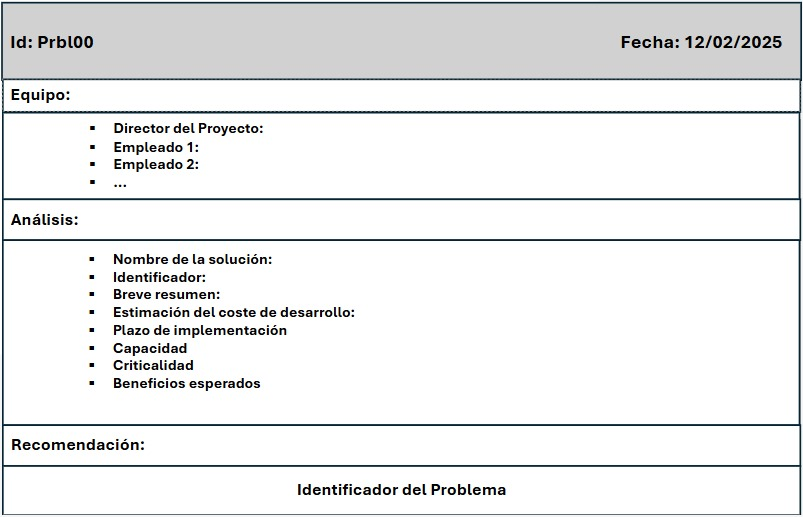 Id: Prbl00 Fecha: 12/02/2025
Equipo:
▪ Director del Proyecto:
▪ Empleado 1:
▪ Empleado 2:
▪ ...
Análisis:
▪ Nombre de la solución:
▪ Identificador:
▪ Breve resumen:
▪ Estimación del coste de desarrollo:
▪ Plazo de implementación
▪ Capacidad
▪ Criticalidad
▪ Beneficios esperados
Recomendación:
Identificador del Problema